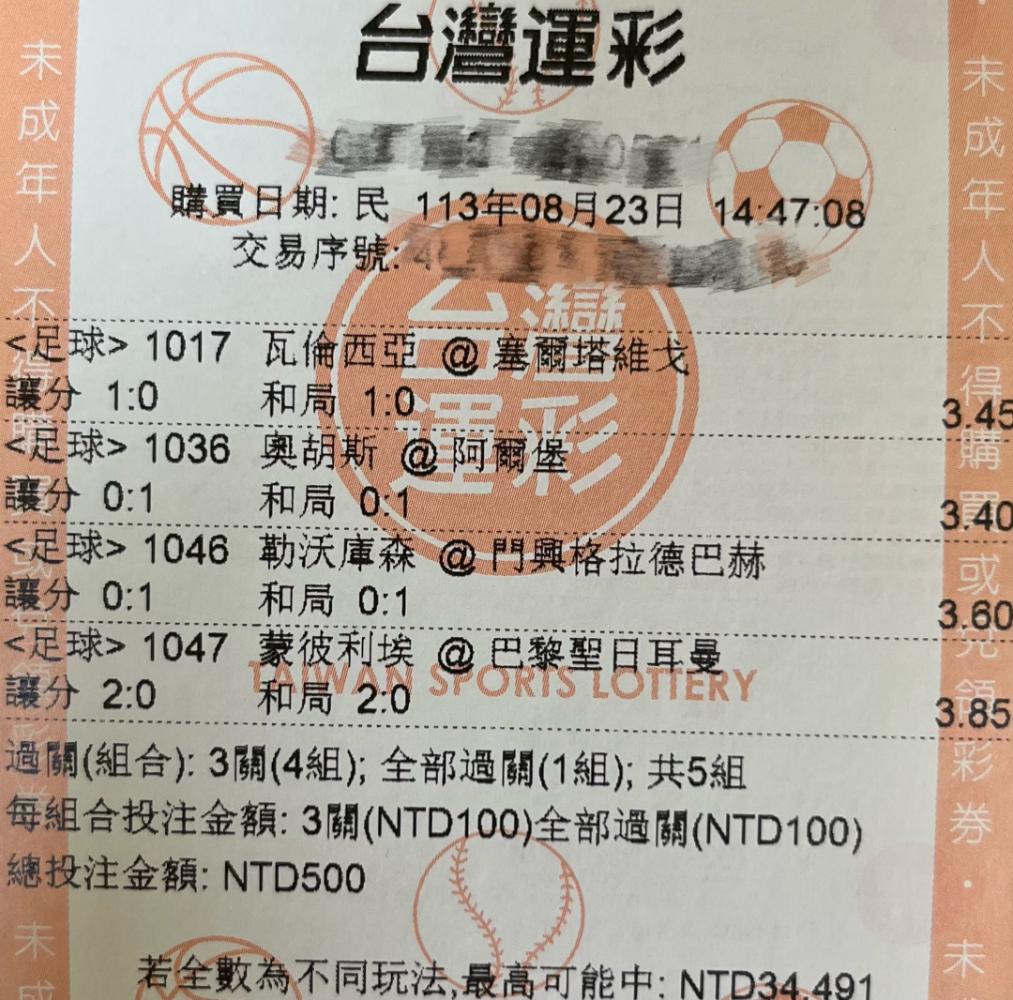 台灣運彩
購買日期: 民 113年08月23日 14:47:08
交易序號:
台灣
運彩
<足球> 1017 瓦倫西亞 @ 塞爾塔維戈
讓分 1:0 和局 1:0 3.45
<足球> 1036 奧胡斯 @ 阿爾堡
讓分 0:1 和局 0:1 3.40
<足球> 1046 勒沃庫森 @ 門興格拉德巴赫
讓分 0:1 和局 0:1 3.60
<足球> 1047 蒙彼利埃 @ 巴黎聖日耳曼
TAIWAN SPORTS LOTTERY
讓分 2:0 和局 2:0 3.85
過關(組合): 3關(4組); 全部過關(1組); 共5組
每組合投注金額: 3關(NTD100)全部過關(NTD100)
總投注金額: NTD500
若全數為不同玩法,最高可能中: NTD34,491
未成年人不得購買或兌領彩券
未成年人不得購買或兌領彩券·未